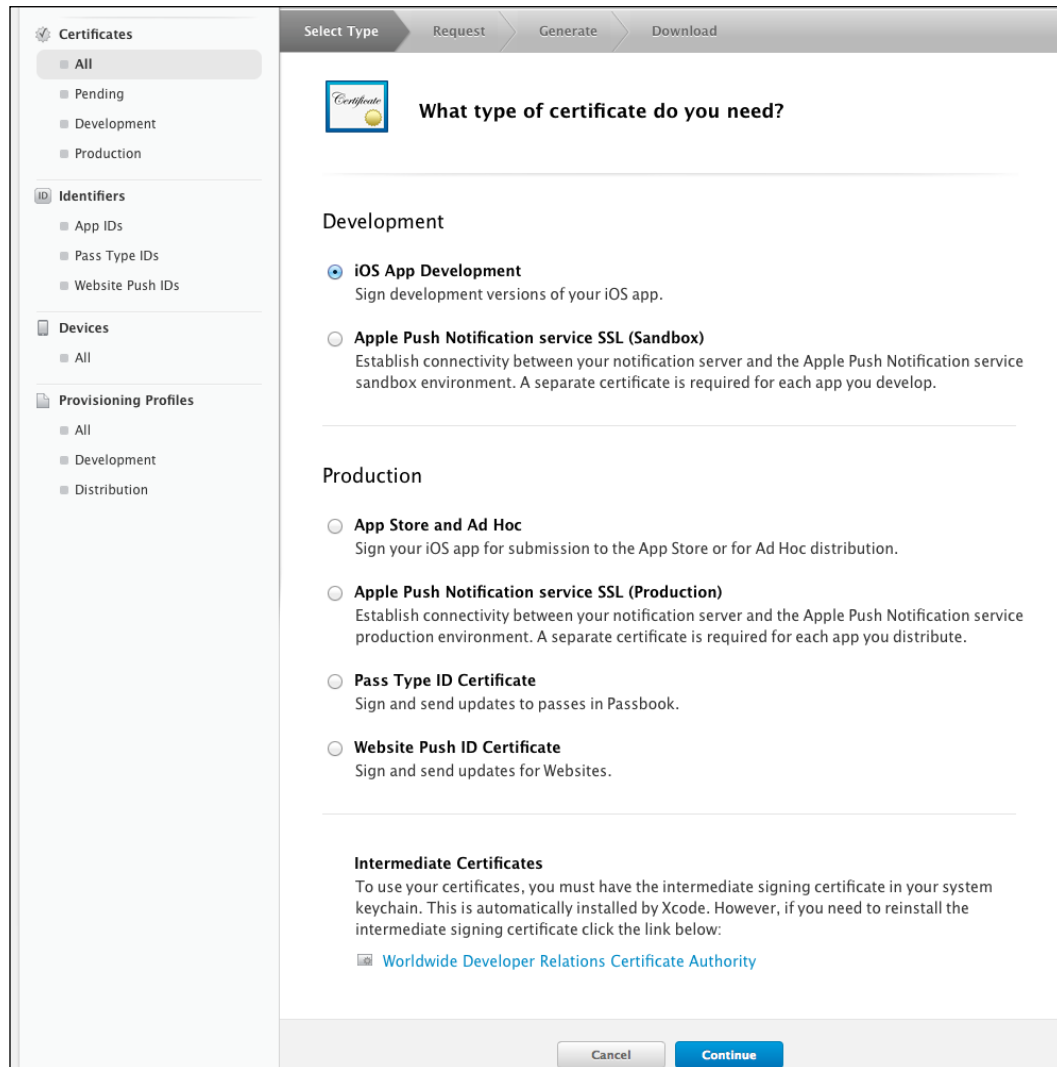 Certificates
All
Pending
Development
Production
ID Identifiers
App IDs
Pass Type IDs
Website Push IDs
Devices
All
Provisioning Profiles
All
Development
Distribution
Select Type Request Generate Download
Certificate
What type of certificate do you need?
Development
iOS App Development
Sign development versions of your iOS app.
Apple Push Notification service SSL (Sandbox)
Establish connectivity between your notification server and the Apple Push Notification service
sandbox environment. A separate certificate is required for each app you develop.
Production
App Store and Ad Hoc
Sign your iOS app for submission to the App Store or for Ad Hoc distribution.
Apple Push Notification service SSL (Production)
Establish connectivity between your notification server and the Apple Push Notification service
production environment. A separate certificate is required for each app you distribute.
Pass Type ID Certificate
Sign and send updates to passes in Passbook.
Website Push ID Certificate
Sign and send updates for Websites.
Intermediate Certificates
To use your certificates, you must have the intermediate signing certificate in your system
keychain. This is automatically installed by Xcode. However, if you need to reinstall the
intermediate signing certificate click the link below:
Worldwide Developer Relations Certificate Authority
Cancel Continue